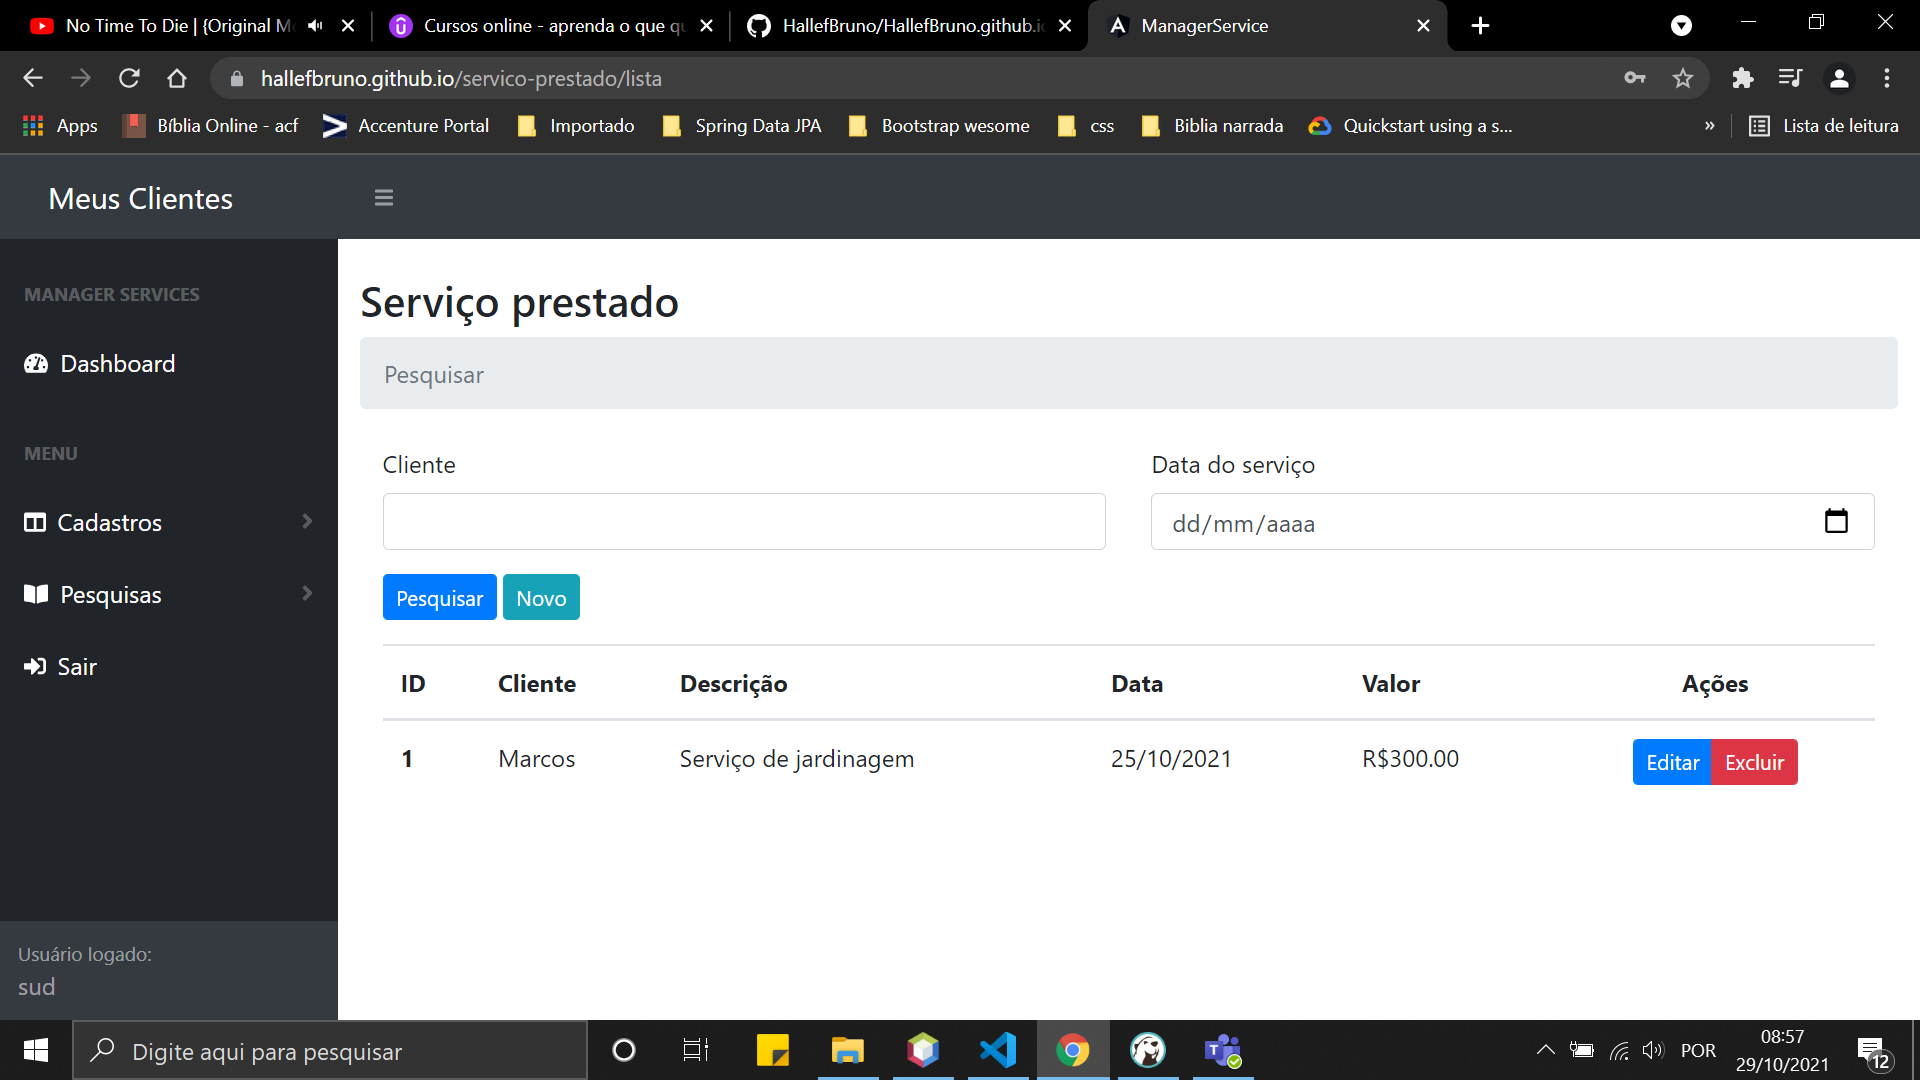 No Time To Die | {Original M
Cursos online - aprenda o que qu
HallefBruno/HallefBruno.github.io
ManagerService
hallefbruno.github.io/servico-prestado/lista
Apps
Bíblia Online - acf
Accenture Portal
Importado
Spring Data JPA
Bootstrap wesome
css
Biblia narrada
Quickstart using a s...
»
Lista de leitura
Meus Clientes
MANAGER SERVICES
Dashboard
MENU
Cadastros
Pesquisas
Sair
Usuário logado:
sud
Serviço prestado
Pesquisar
Cliente
Data do serviço
dd/mm/aaaa
Pesquisar Novo
ID Cliente Descrição Data Valor Ações
1 Marcos Serviço de jardinagem 25/10/2021 R$300.00 Editar Excluir
Digite aqui para pesquisar
POR
08:57
29/10/2021
12